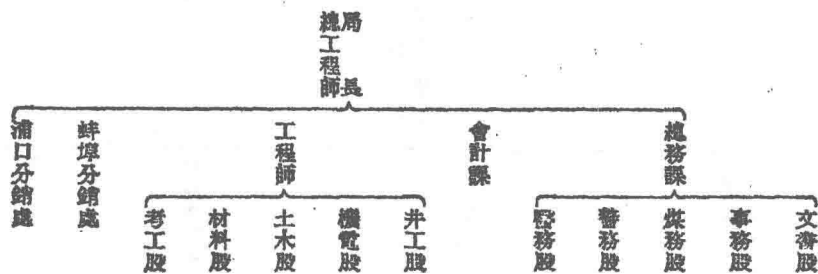 局長
總工程師
總務課
會計課
工程師
蚌埠分銷處
浦口分銷處
文牘股
事務股
煤務股
警務股
醫務股
井工股
機電股
土木股
材料股
考工股